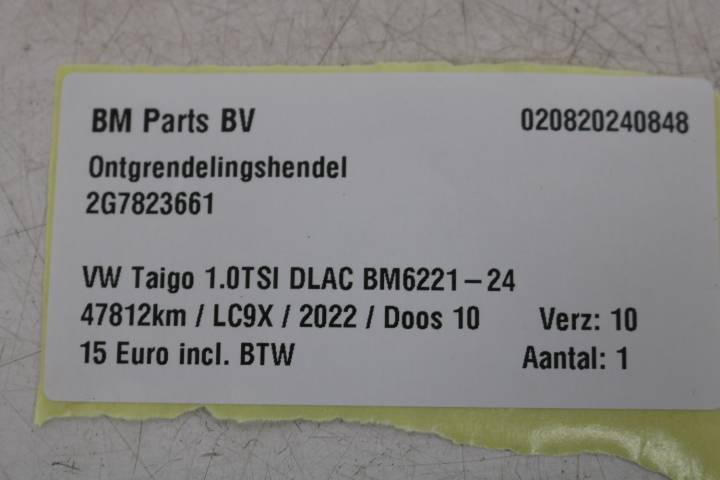 BM Parts BV 020820240848
Ontgrendelingshendel
2G7823661
VW Taigo 1.0TSI DLAC BM6221-24
47812km / LC9X / 2022 / Doos 10 Verz: 10
15 Euro incl. BTW Aantal: 1